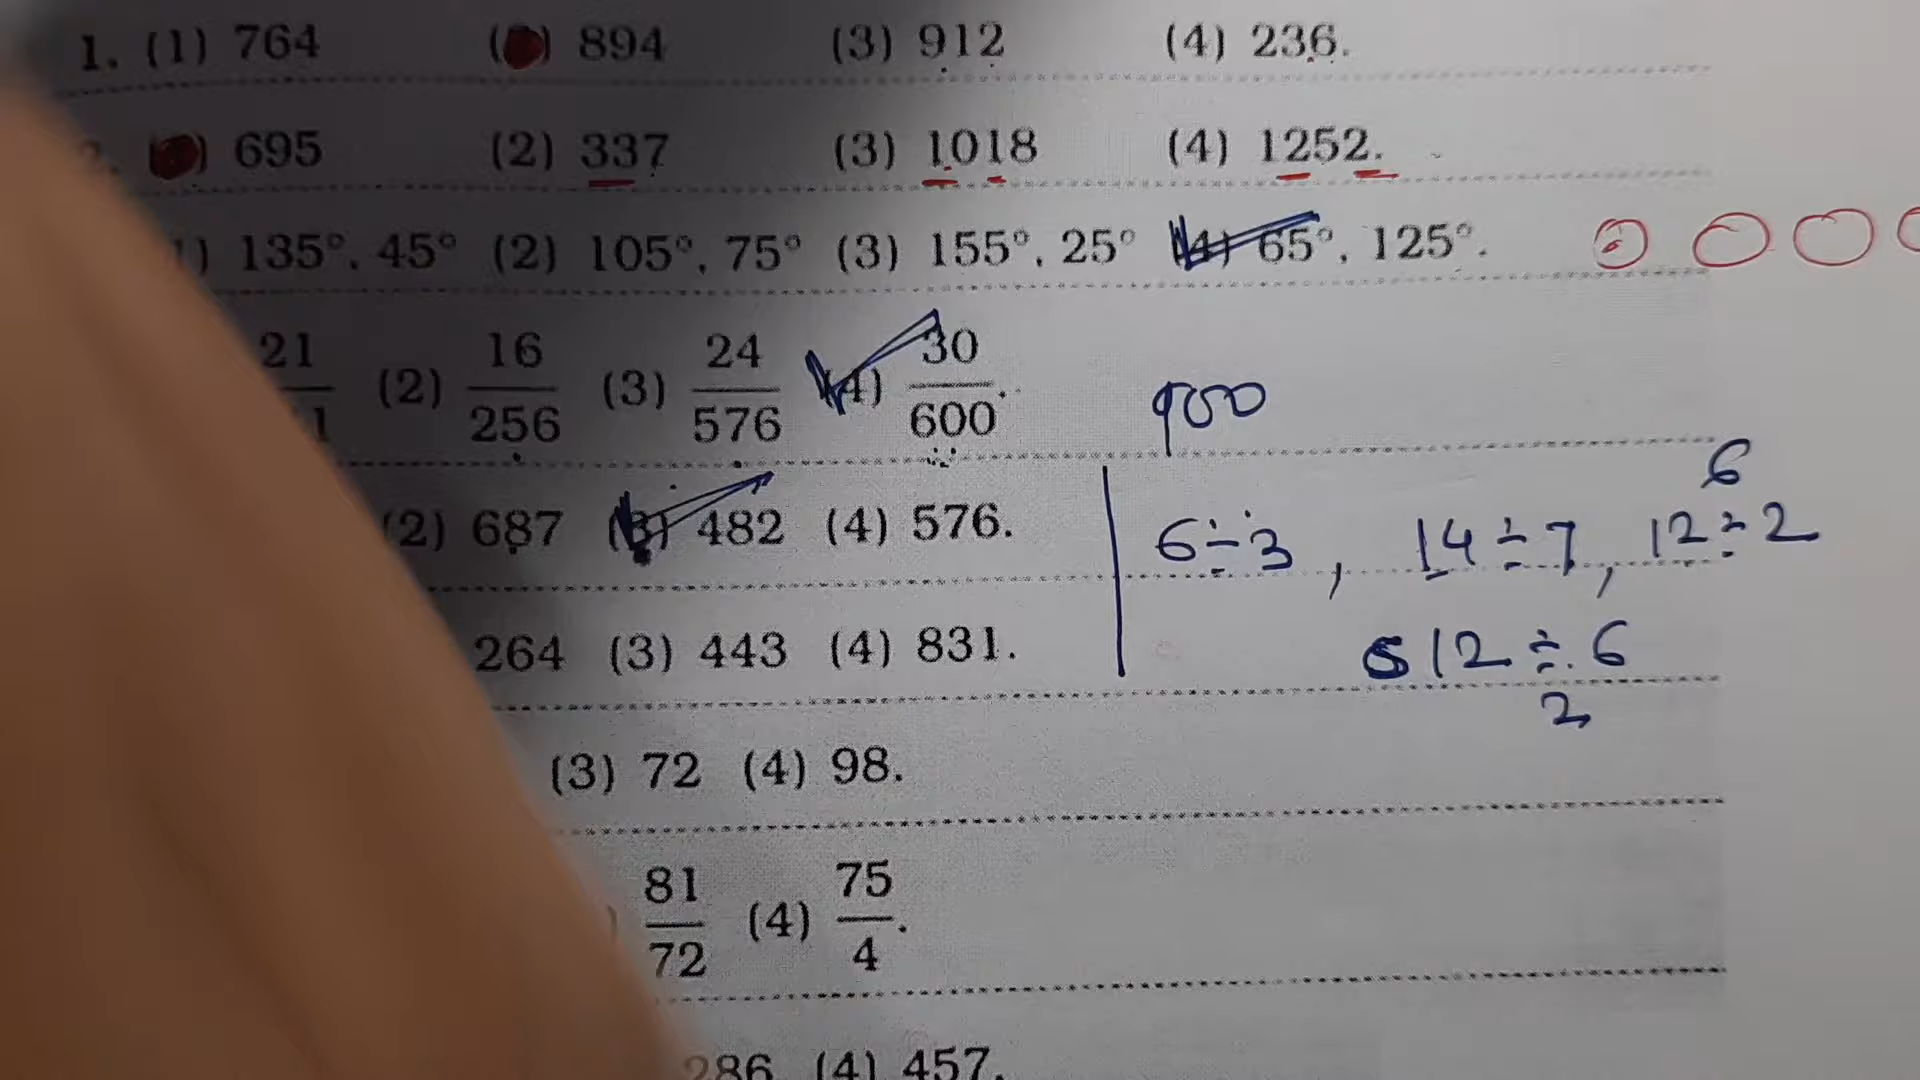 1. (1) 764 ( ) 894 (3) 912 (4) 236.
2. ( ) 695 (2) 337 (3) 1018 (4) 1252.
1) 135°, 45° (2) 105°, 75° (3) 155°, 25° (4) 65°, 125°.
21/ 1 (2) 16/256 (3) 24/576 (4) 30/600. 900
(2) 687 (3) 482 (4) 576. 6÷3, 14÷7, 12÷2
6
264 (3) 443 (4) 831. 12÷6
2
(3) 72 (4) 98.
) 81/72 (4) 75/4.
286 (4) 457.